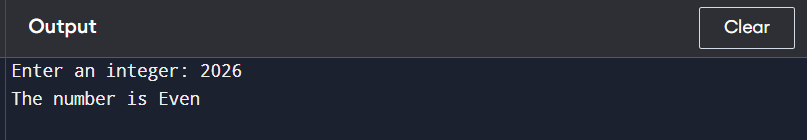 Output
Clear
Enter an integer: 2026
The number is Even